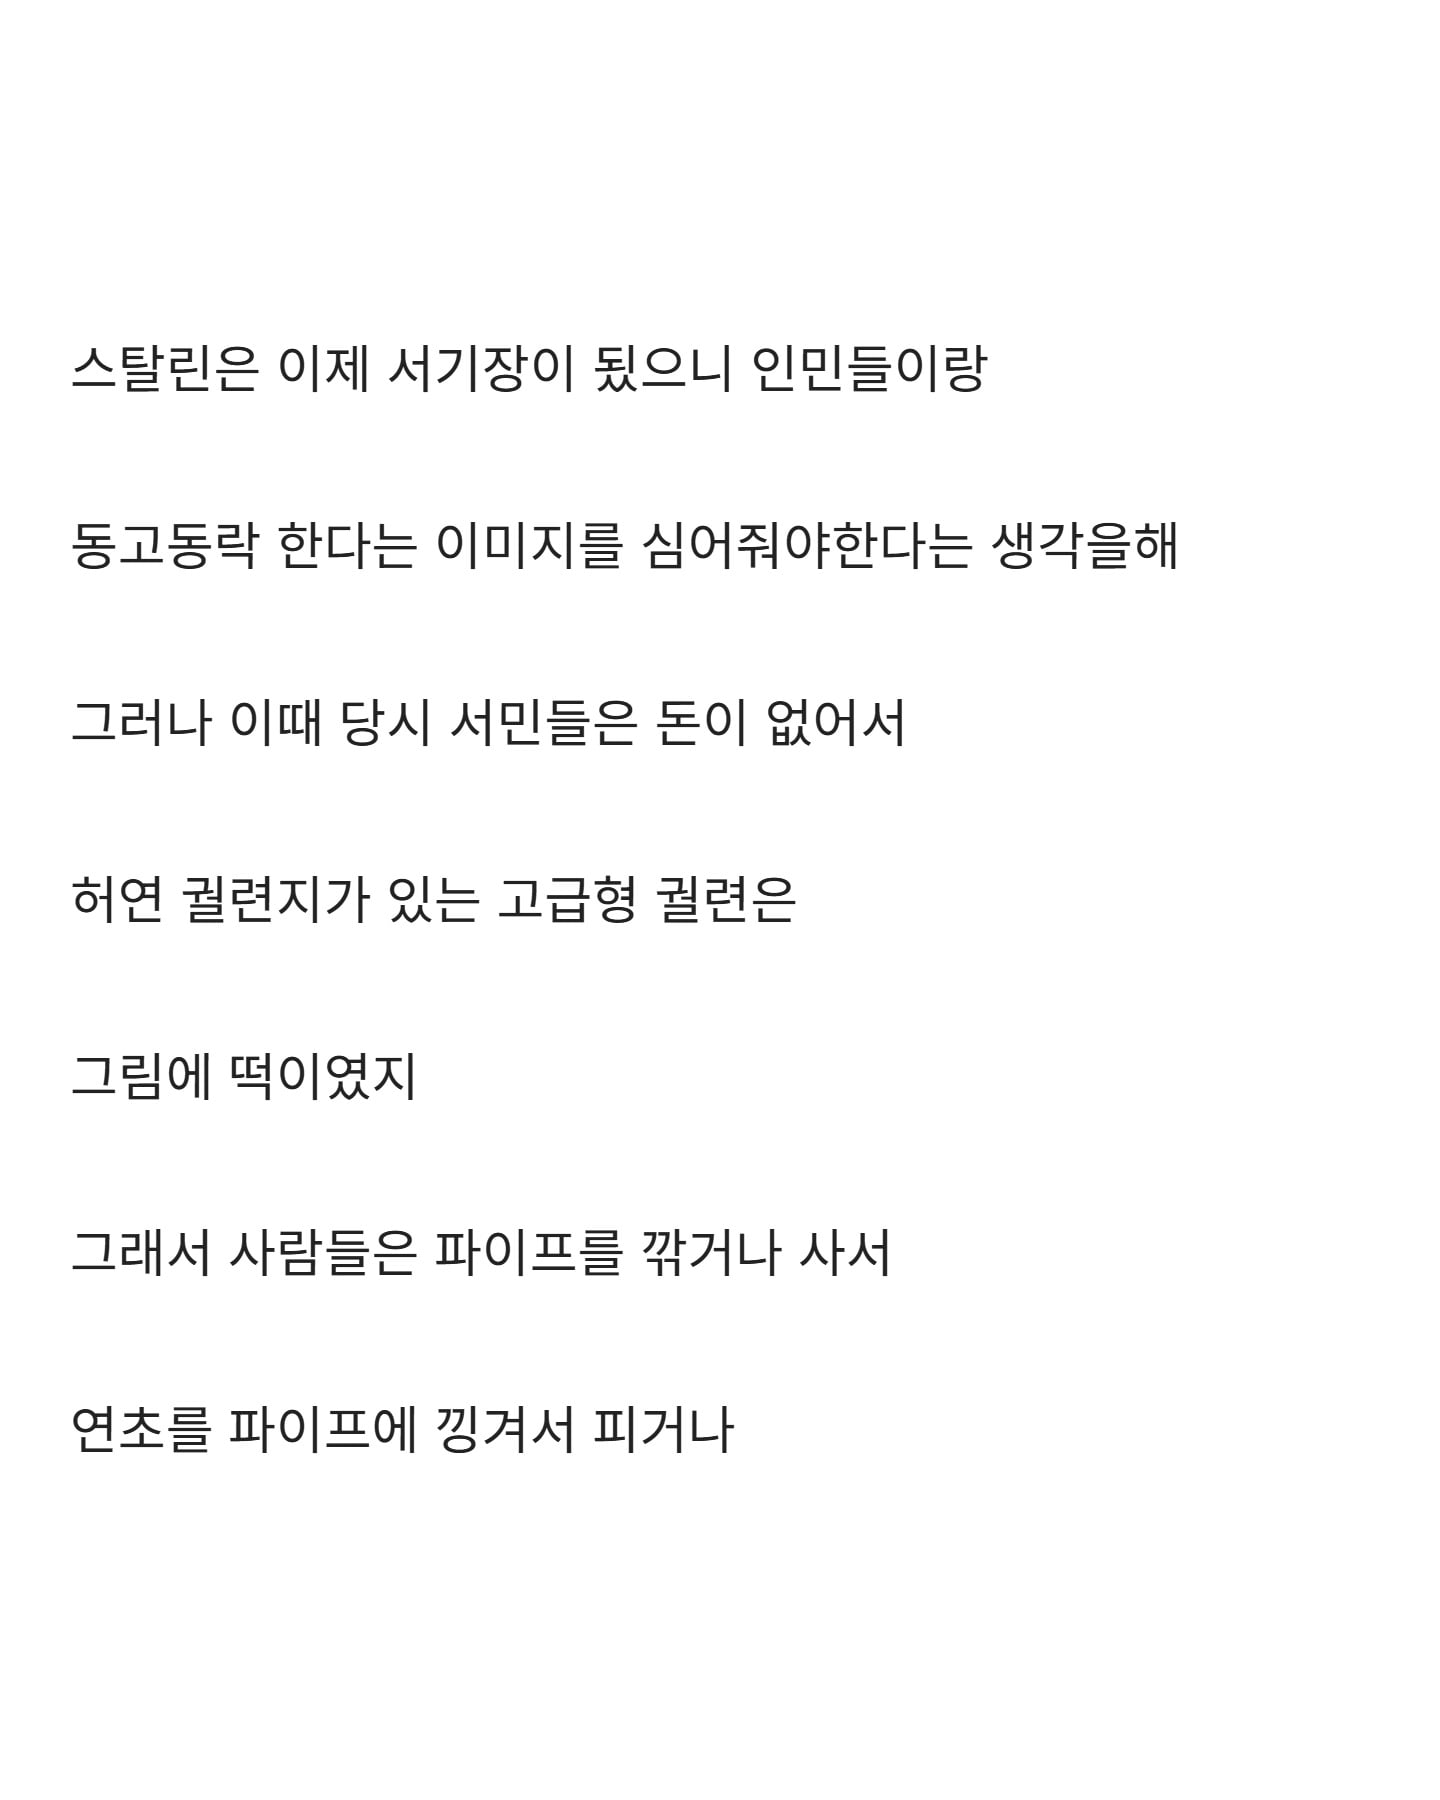 스탈린은 이제 서기장이 됬으니 인민들이랑
동고동락 한다는 이미지를 심어줘야한다는 생각을해
그러나 이때 당시 서민들은 돈이 없어서
허연 궐련지가 있는 고급형 궐련은
그림에 떡이였지
그래서 사람들은 파이프를 깎거나 사서
연초를 파이프에 낑겨서 피거나